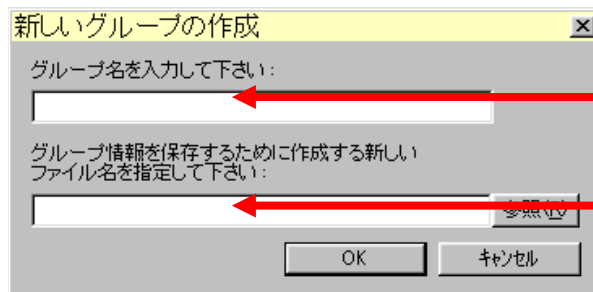 新しいグループの作成
グループ名を入力して下さい:
グループ情報を保存するために作成する新しい
ファイル名を指定して下さい:
参照(R)
OK
キャンセル